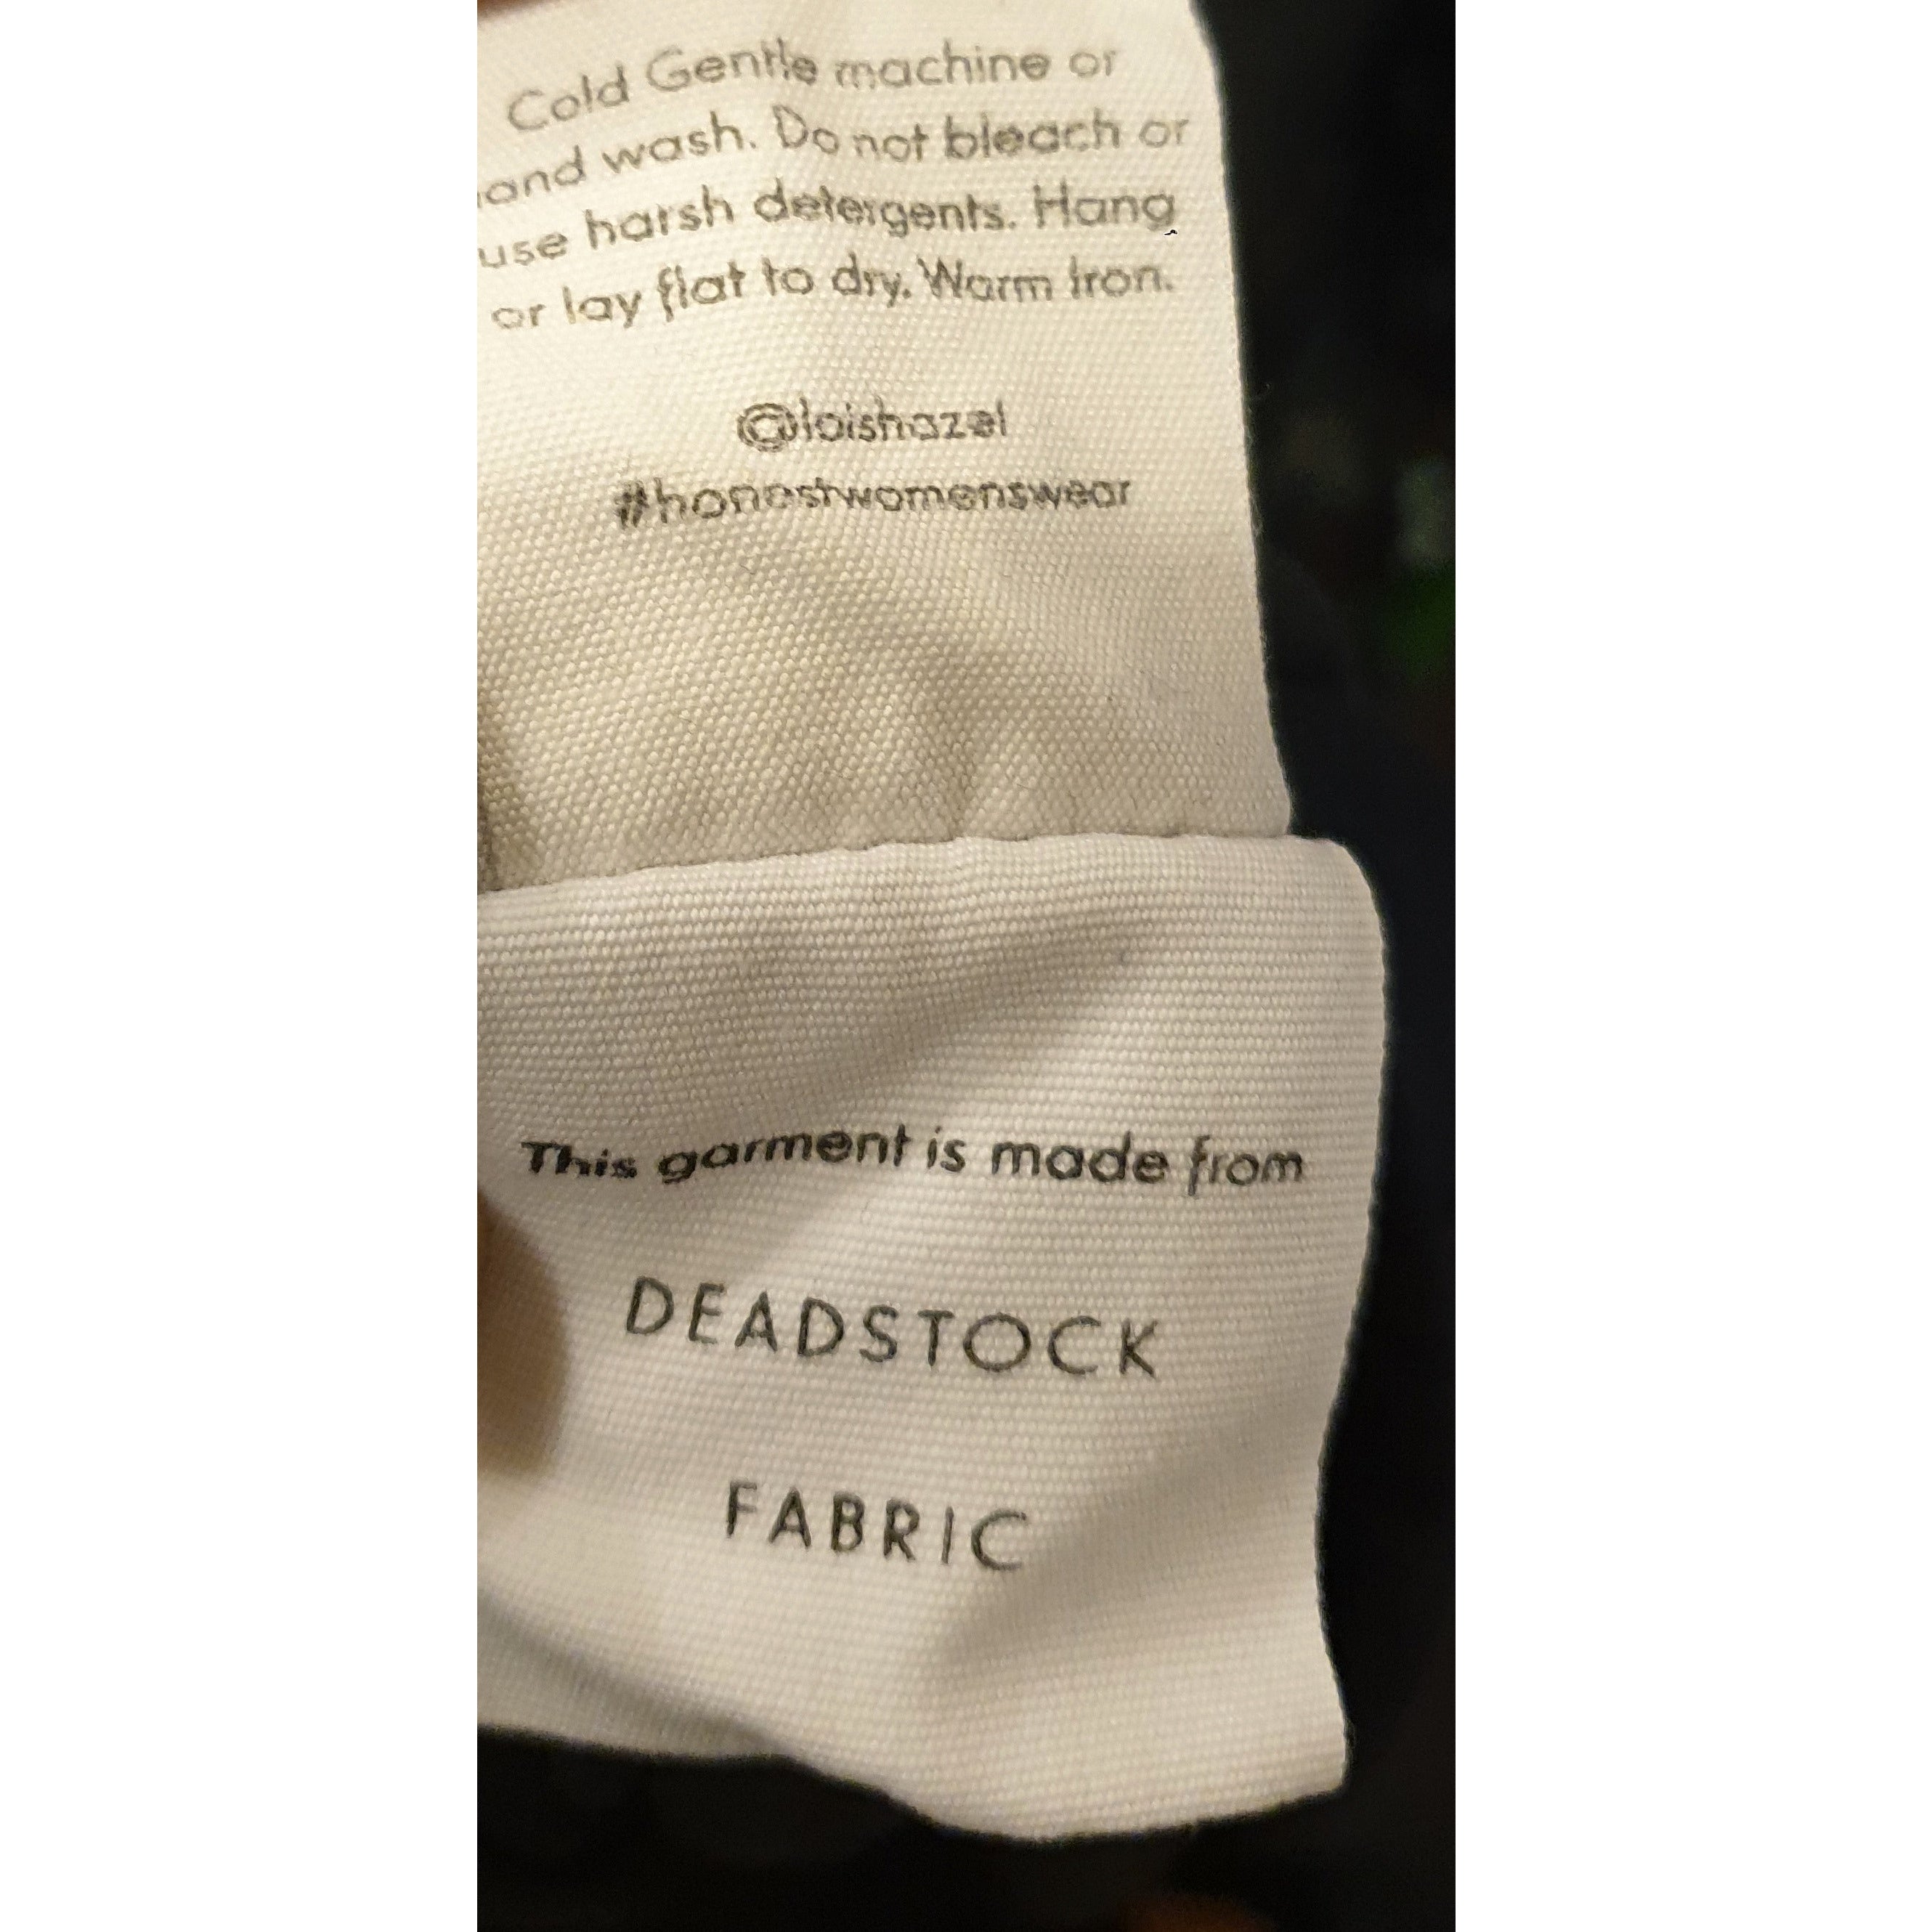 Cold Gentle machine or
hand wash. Do not bleach or
use harsh detergents. Hang
or lay flat to dry. Warm Iron.
@loishazel
#honestwomenswear
This garment is made from
DEADSTOCK
FABRIC